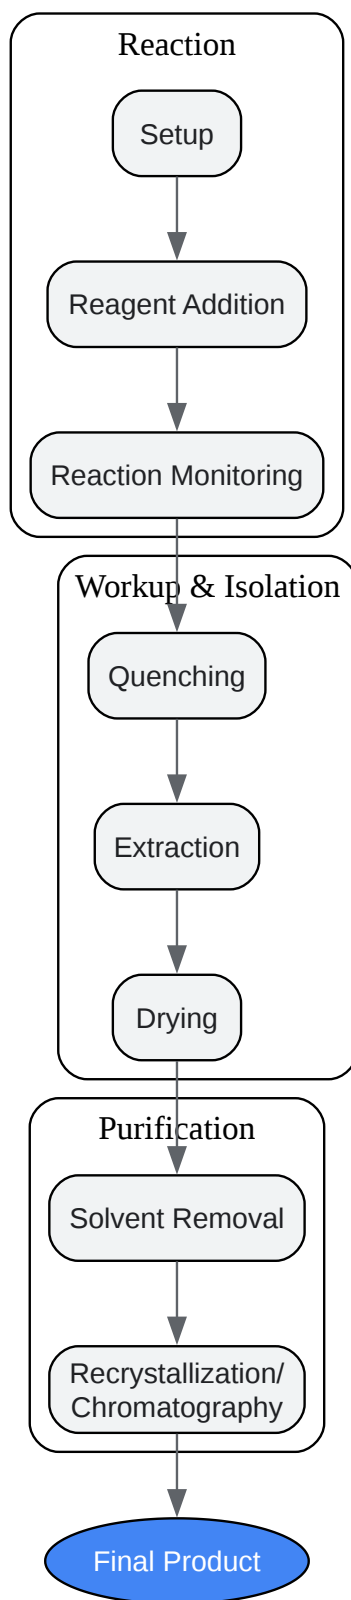 Reaction
Setup
Reagent Addition
Reaction Monitoring
Workup & Isolation
Quenching
Extraction
Drying
Purification
Solvent Removal
Recrystallization/
Chromatography
Final Product